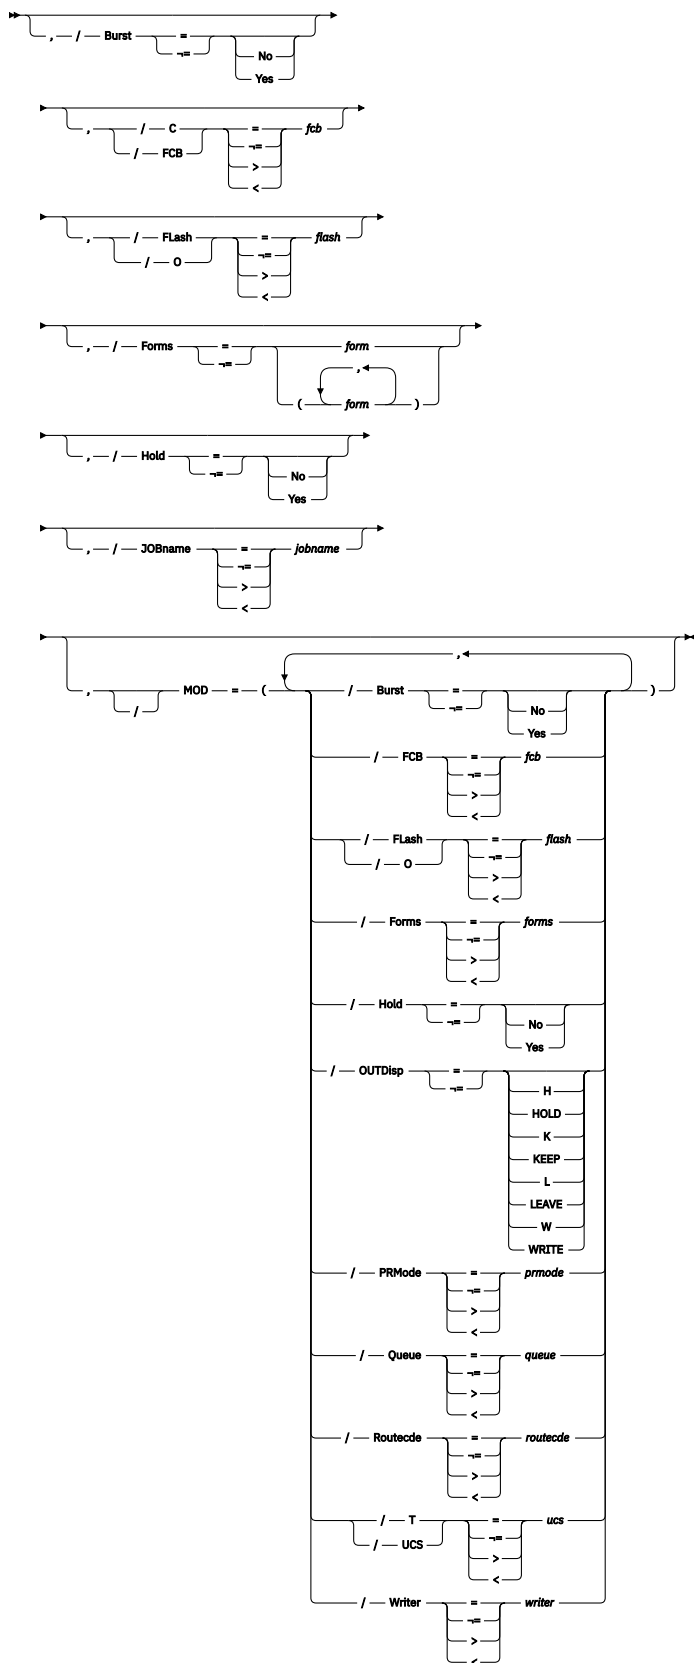 , / Burst =
¬= No
Yes
, / C = fcb
/ FCB ¬=
>
<
, / FLash = flash
/ O ¬=
>
<
, / Forms = form
¬= ,
( form )
, / Hold =
¬= No
Yes
, / JOBname = jobname
¬=
>
<
,
, MOD = ( / Burst = )
/ ¬= No
Yes
/ FCB = fcb
¬=
>
<
/ FLash = flash
/ O ¬=
>
<
/ Forms = forms
¬=
>
<
/ Hold =
¬= No
Yes
/ OUTDisp =
¬= H
HOLD
K
KEEP
L
LEAVE
W
WRITE
/ PRMode = prmode
¬=
>
<
/ Queue = queue
¬=
>
<
/ Routecde = routecde
¬=
>
<
/ T = ucs
/ UCS ¬=
>
<
/ Writer = writer
¬=
>
<